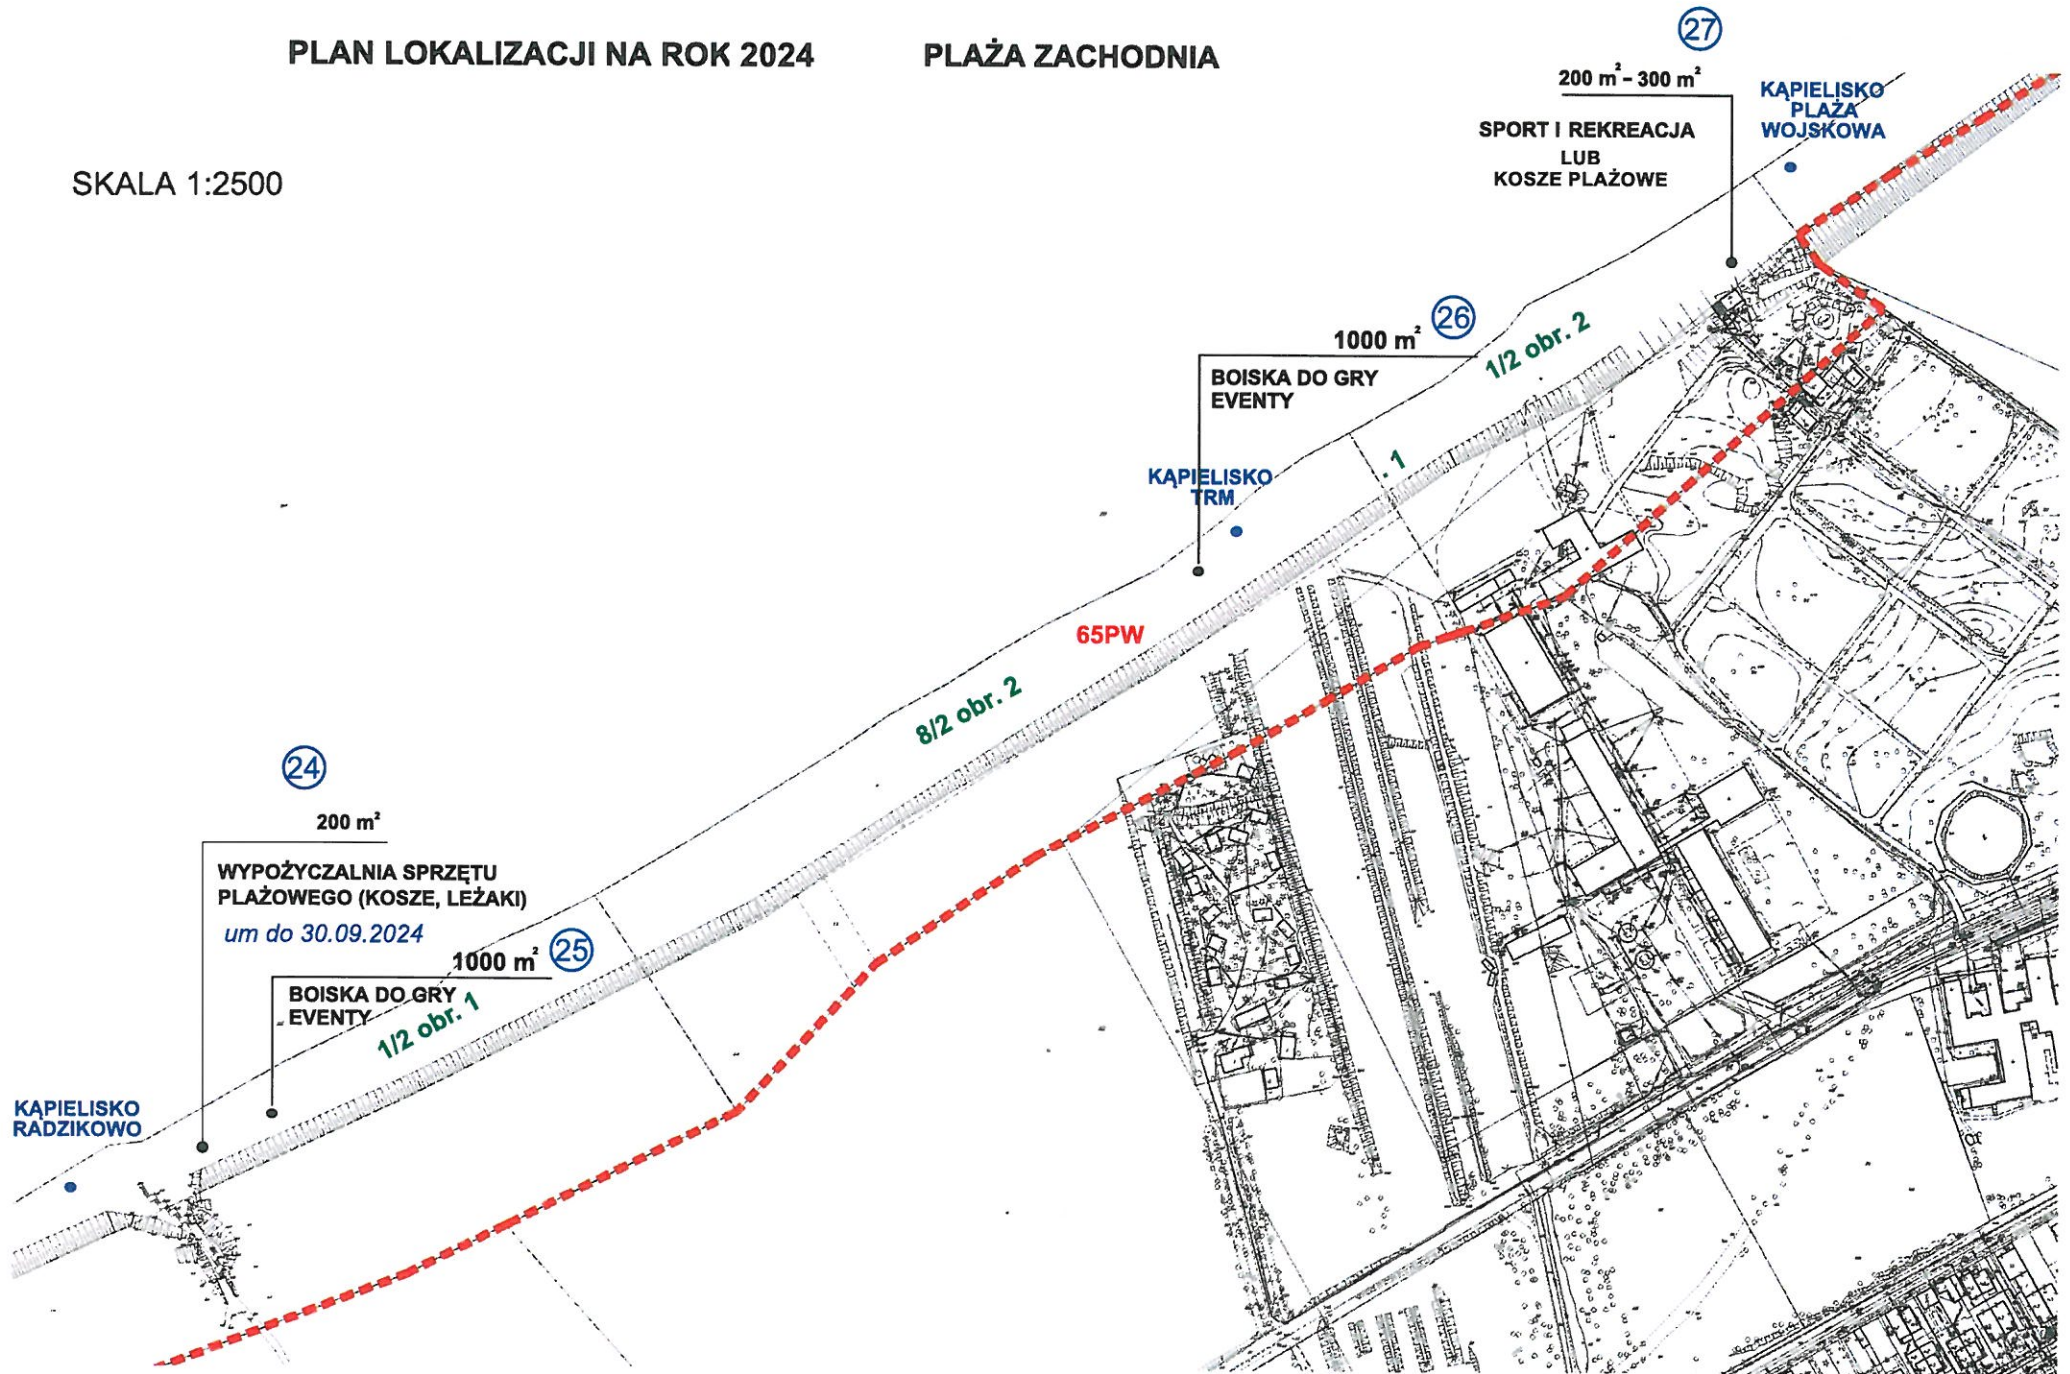 PLAN LOKALIZACJI NA ROK 2024
PLAŻA ZACHODNIA
SKALA 1:2500
27
200 m² - 300 m²
SPORT I REKREACJA
LUB
KOSZE PLAŻOWE
KĄPIELISKO
PLAŻA
WOJSKOWA
26
1000 m²
BOISKA DO GRY
EVENTY
1/2 obr. 2
1
KĄPIELISKO
TRM
65PW
8/2 obr. 2
24
200 m²
WYPOŻYCZALNIA SPRZĘTU
PLAŻOWEGO (KOSZE, LEŻAKI)
um do 30.09.2024
25
1000 m²
BOISKA DO GRY
EVENTY
1/2 obr. 1
KĄPIELISKO
RADZIKOWO